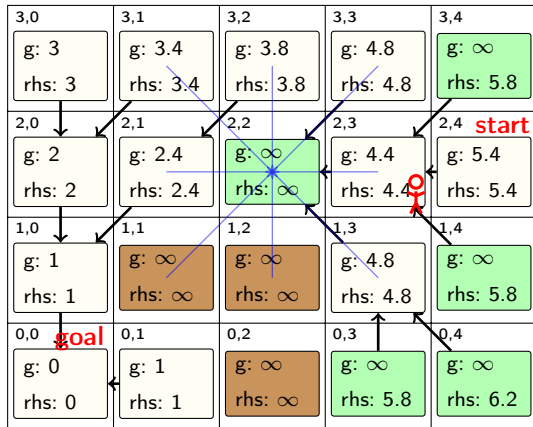 3,0 3,1 3,2 3,3 3,4
g: 3 g: 3.4 g: 3.8 g: 4.8 g: ∞
rhs: 3 rhs: 3.4 rhs: 3.8 rhs: 4.8 rhs: 5.8
2,0 2,1 2,2 2,3 2,4 start
g: 2 g: 2.4 g: ∞ g: 4.4 g: 5.4
rhs: 2 rhs: 2.4 rhs: ∞ rhs: 4.4 rhs: 5.4
1,0 1,1 1,2 1,3 1,4
g: 1 g: ∞ g: ∞ g: 4.8 g: ∞
rhs: 1 rhs: ∞ rhs: ∞ rhs: 4.8 rhs: 5.8
0,0 goal 0,1 0,2 0,3 0,4
g: 0 g: 1 g: ∞ g: ∞ g: ∞
rhs: 0 rhs: 1 rhs: ∞ rhs: 5.8 rhs: 6.2